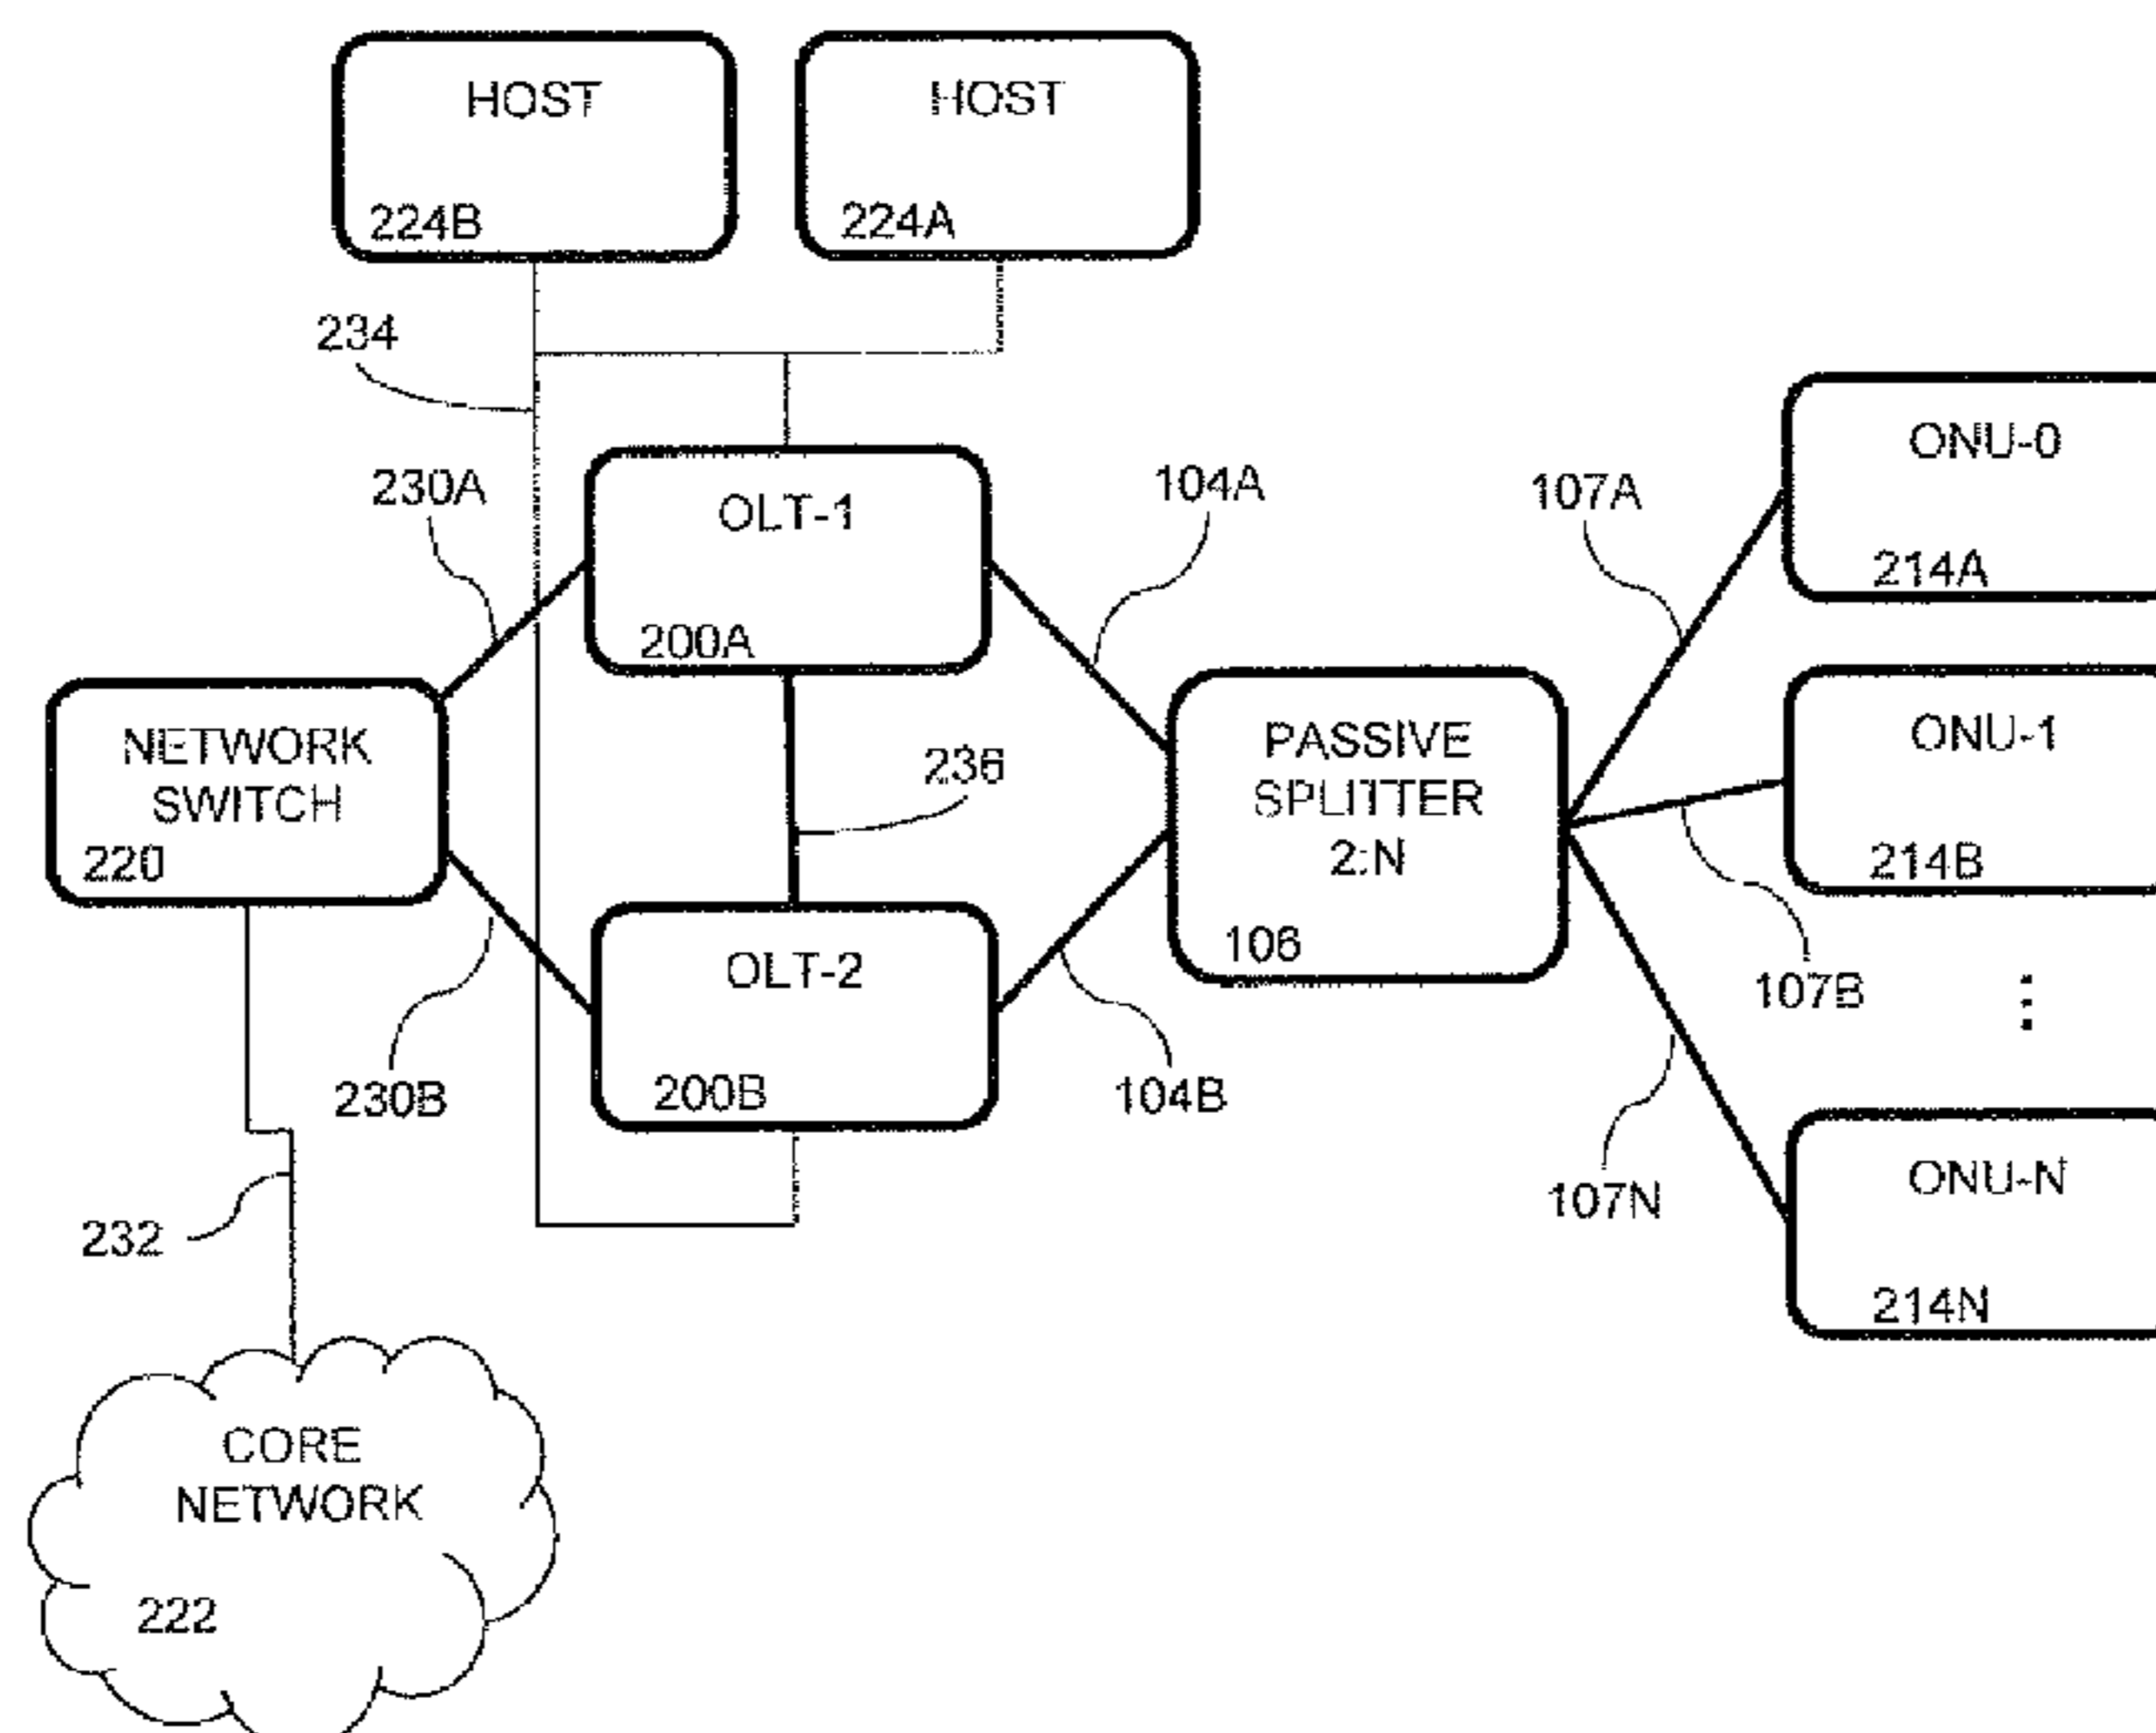 HOST
224B
HOST
224A
234
230A
OLT-1
200A
104A
107A
ONU-0
214A
NETWORK
SWITCH
220
236
PASSIVE
SPLITTER
2:N
106
ONU-1
214B
107B
OLT-2
200B
230B
104B
107N
ONU-N
214N
232
CORE
NETWORK
222